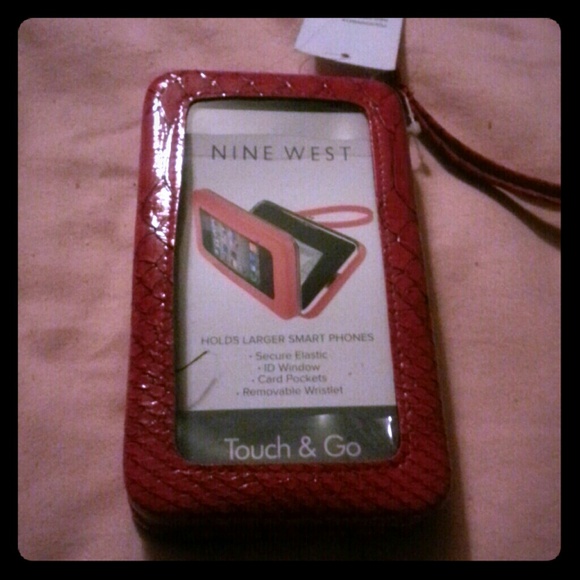 NINE WEST
HOLDS LARGER SMART PHONES
• Secure Elastic
• ID Window
• Card Pockets
• Removable Wristlet
Touch & Go